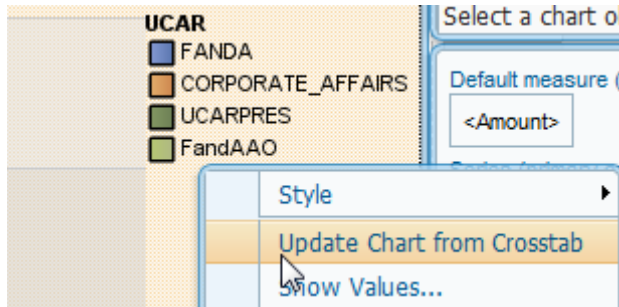 UCAR
FANDA
CORPORATE_AFFAIRS
UCARPRES
FandAAO
Select a chart o
Default measure (
<Amount>
Style
Update Chart from Crosstab
Show Values...